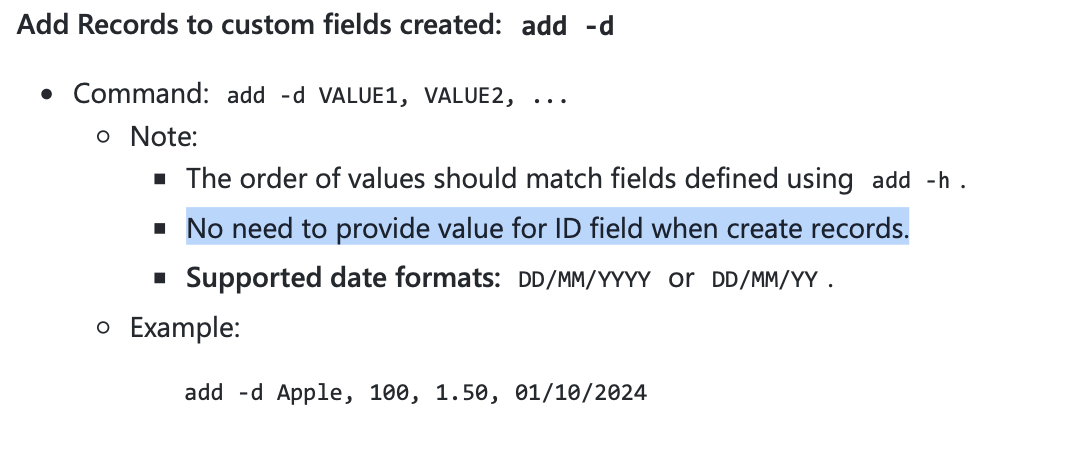 Add Records to custom fields created: add -d
Command: add -d VALUE1, VALUE2, ...
Note:
The order of values should match fields defined using add -h .
No need to provide value for ID field when create records.
Supported date formats: DD/MM/YYYY or DD/MM/YY .
Example:
add -d Apple, 100, 1.50, 01/10/2024